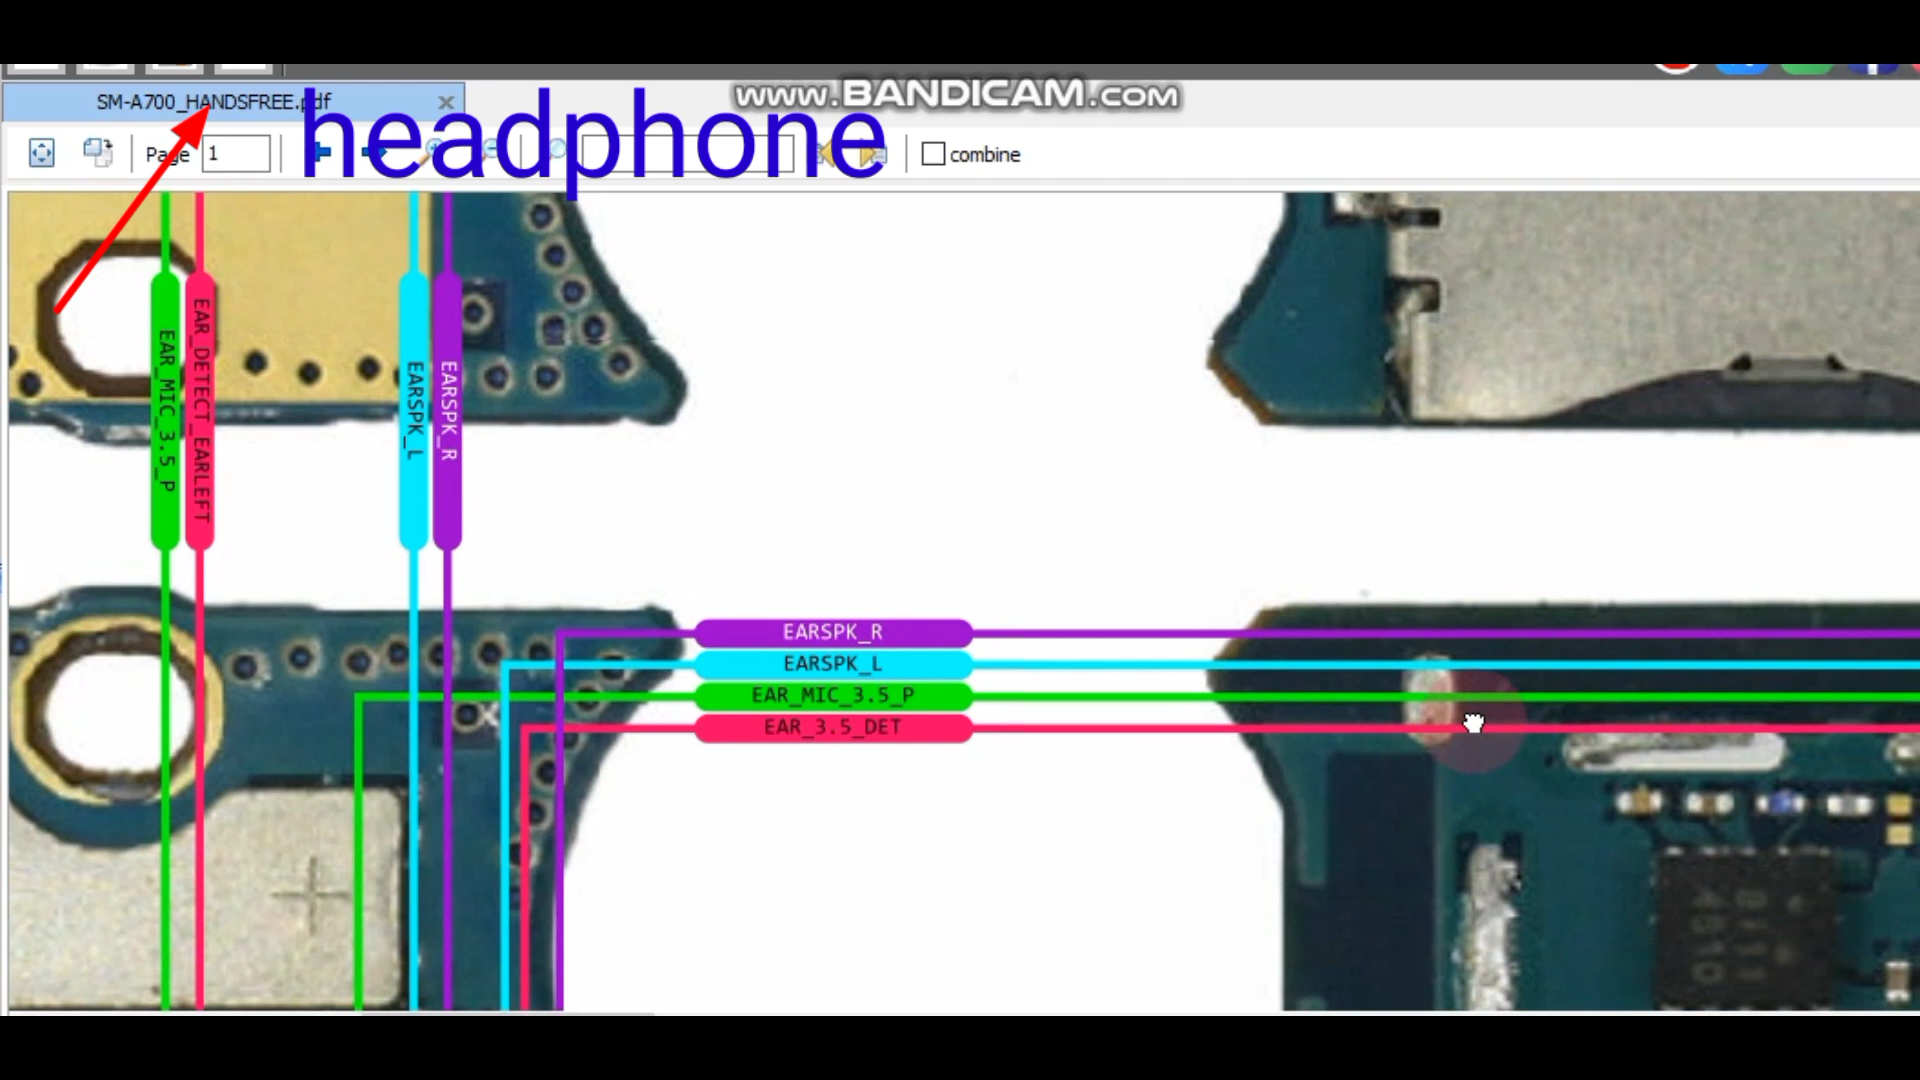 www.BANDICAM.com
SM-A700_HANDSFREE.pdf
headphone
Page 1
combine
EAR_MIC_3.5_P
EAR_DETECT_EARLEFT
EARSPK_L
EARSPK_R
EARSPK_R
EARSPK_L
EAR_MIC_3.5_P
EAR_3.5_DET